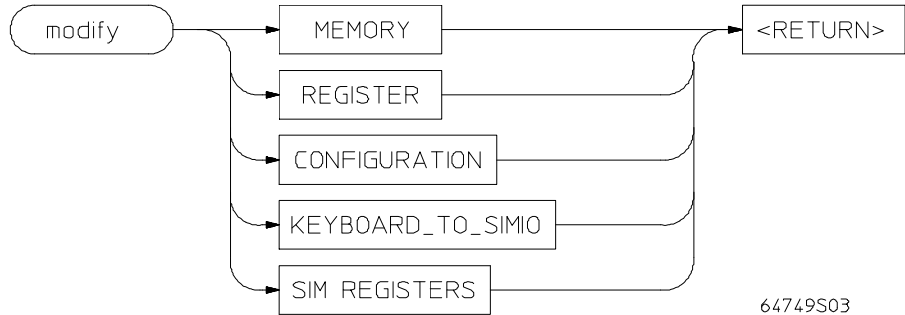 modify
MEMORY
<RETURN>
REGISTER
CONFIGURATION
KEYBOARD_TO_SIMIO
SIM REGISTERS
64749S03